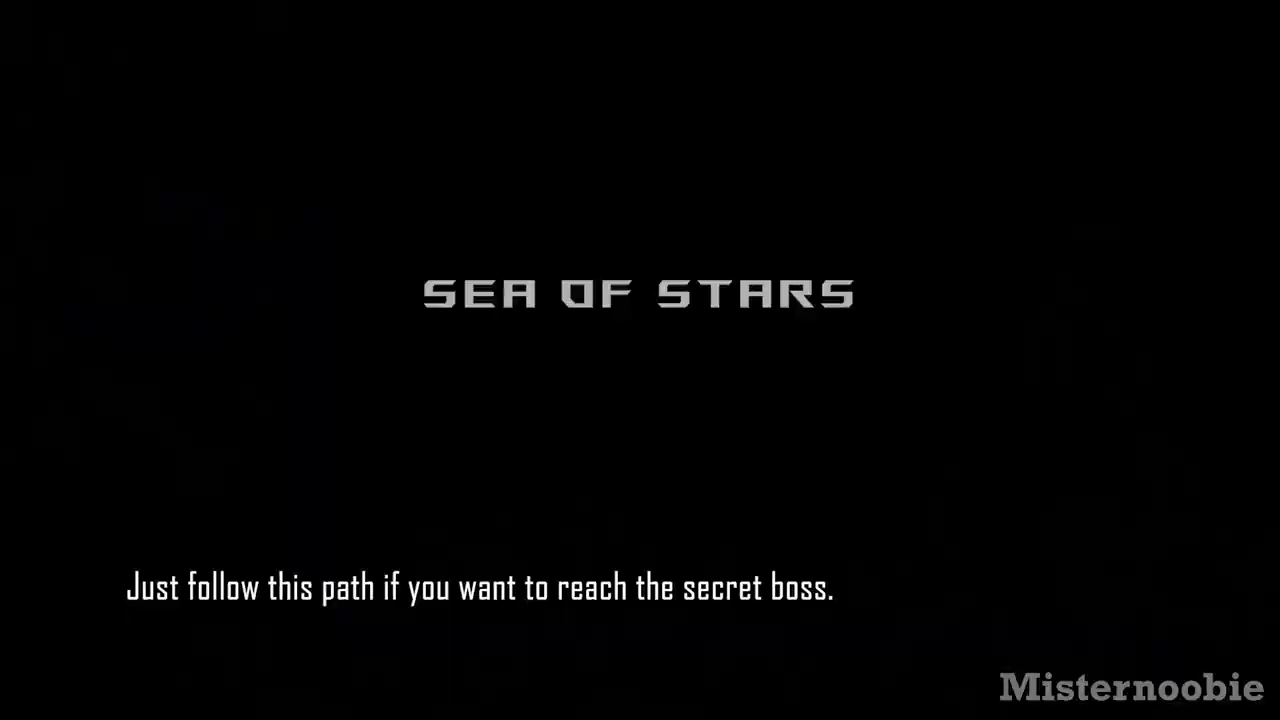 SEA OF STARS
Just follow this path if you want to reach the secret boss.
Misternoobie